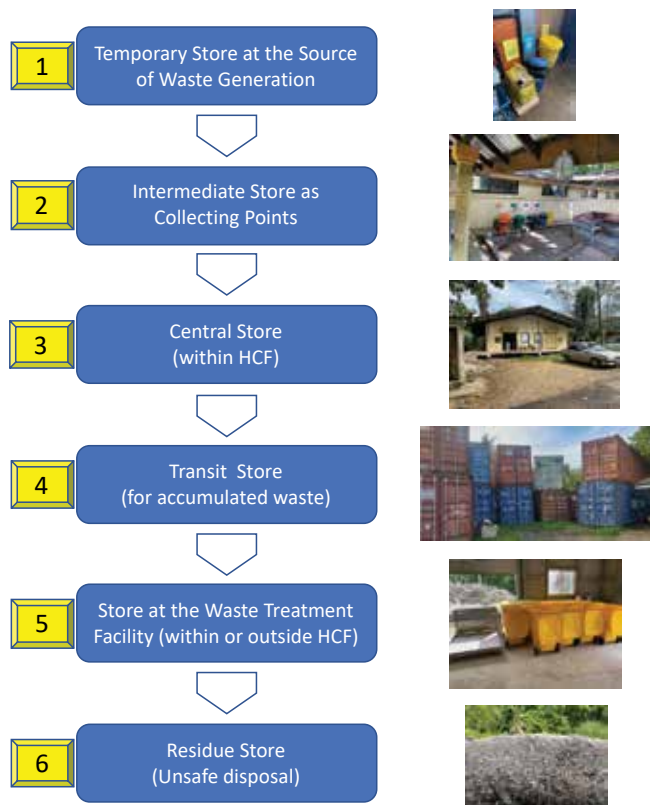 1
Temporary Store at the Source
of Waste Generation
2
Intermediate Store as
Collecting Points
3
Central Store
(within HCF)
4
Transit Store
(for accumulated waste)
5
Store at the Waste Treatment
Facility (within or outside HCF)
6
Residue Store
(Unsafe disposal)